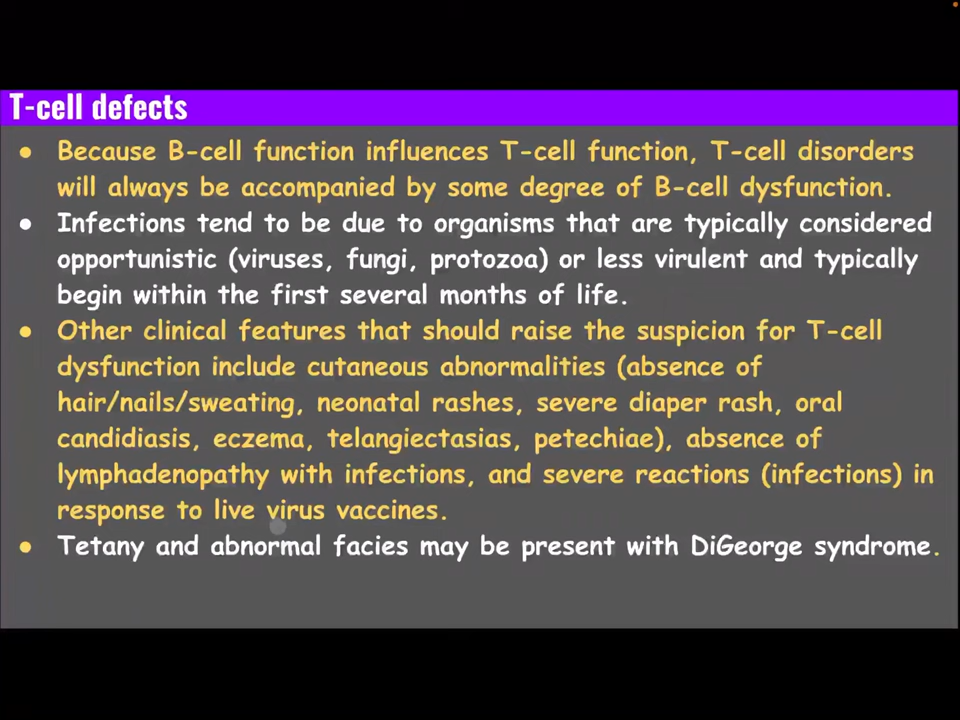 T-cell defects
● Because B-cell function influences T-cell function, T-cell disorders
will always be accompanied by some degree of B-cell dysfunction.
● Infections tend to be due to organisms that are typically considered
opportunistic (viruses, fungi, protozoa) or less virulent and typically
begin within the first several months of life.
● Other clinical features that should raise the suspicion for T-cell
dysfunction include cutaneous abnormalities (absence of
hair/nails/sweating, neonatal rashes, severe diaper rash, oral
candidiasis, eczema, telangiectasias, petechiae), absence of
lymphadenopathy with infections, and severe reactions (infections) in
response to live virus vaccines.
● Tetany and abnormal facies may be present with DiGeorge syndrome.